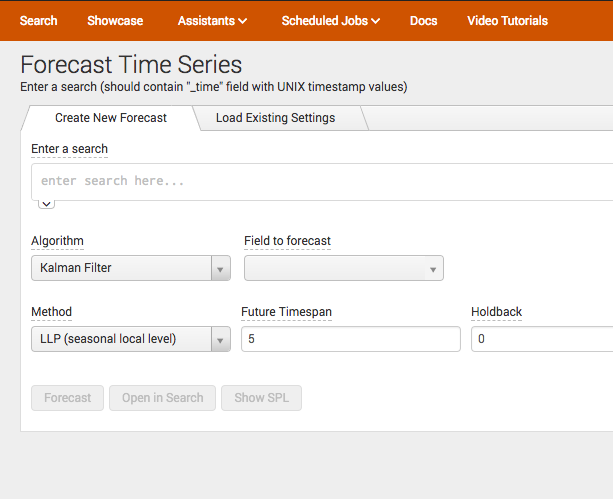 Search Showcase Assistants Scheduled Jobs Docs Video Tutorials
Forecast Time Series
Enter a search (should contain "_time" field with UNIX timestamp values)
Create New Forecast Load Existing Settings
Enter a search
enter search here...
Algorithm Field to forecast
Kalman Filter
Method Future Timespan Holdback
LLP (seasonal local level) 5 0
Forecast Open in Search Show SPL